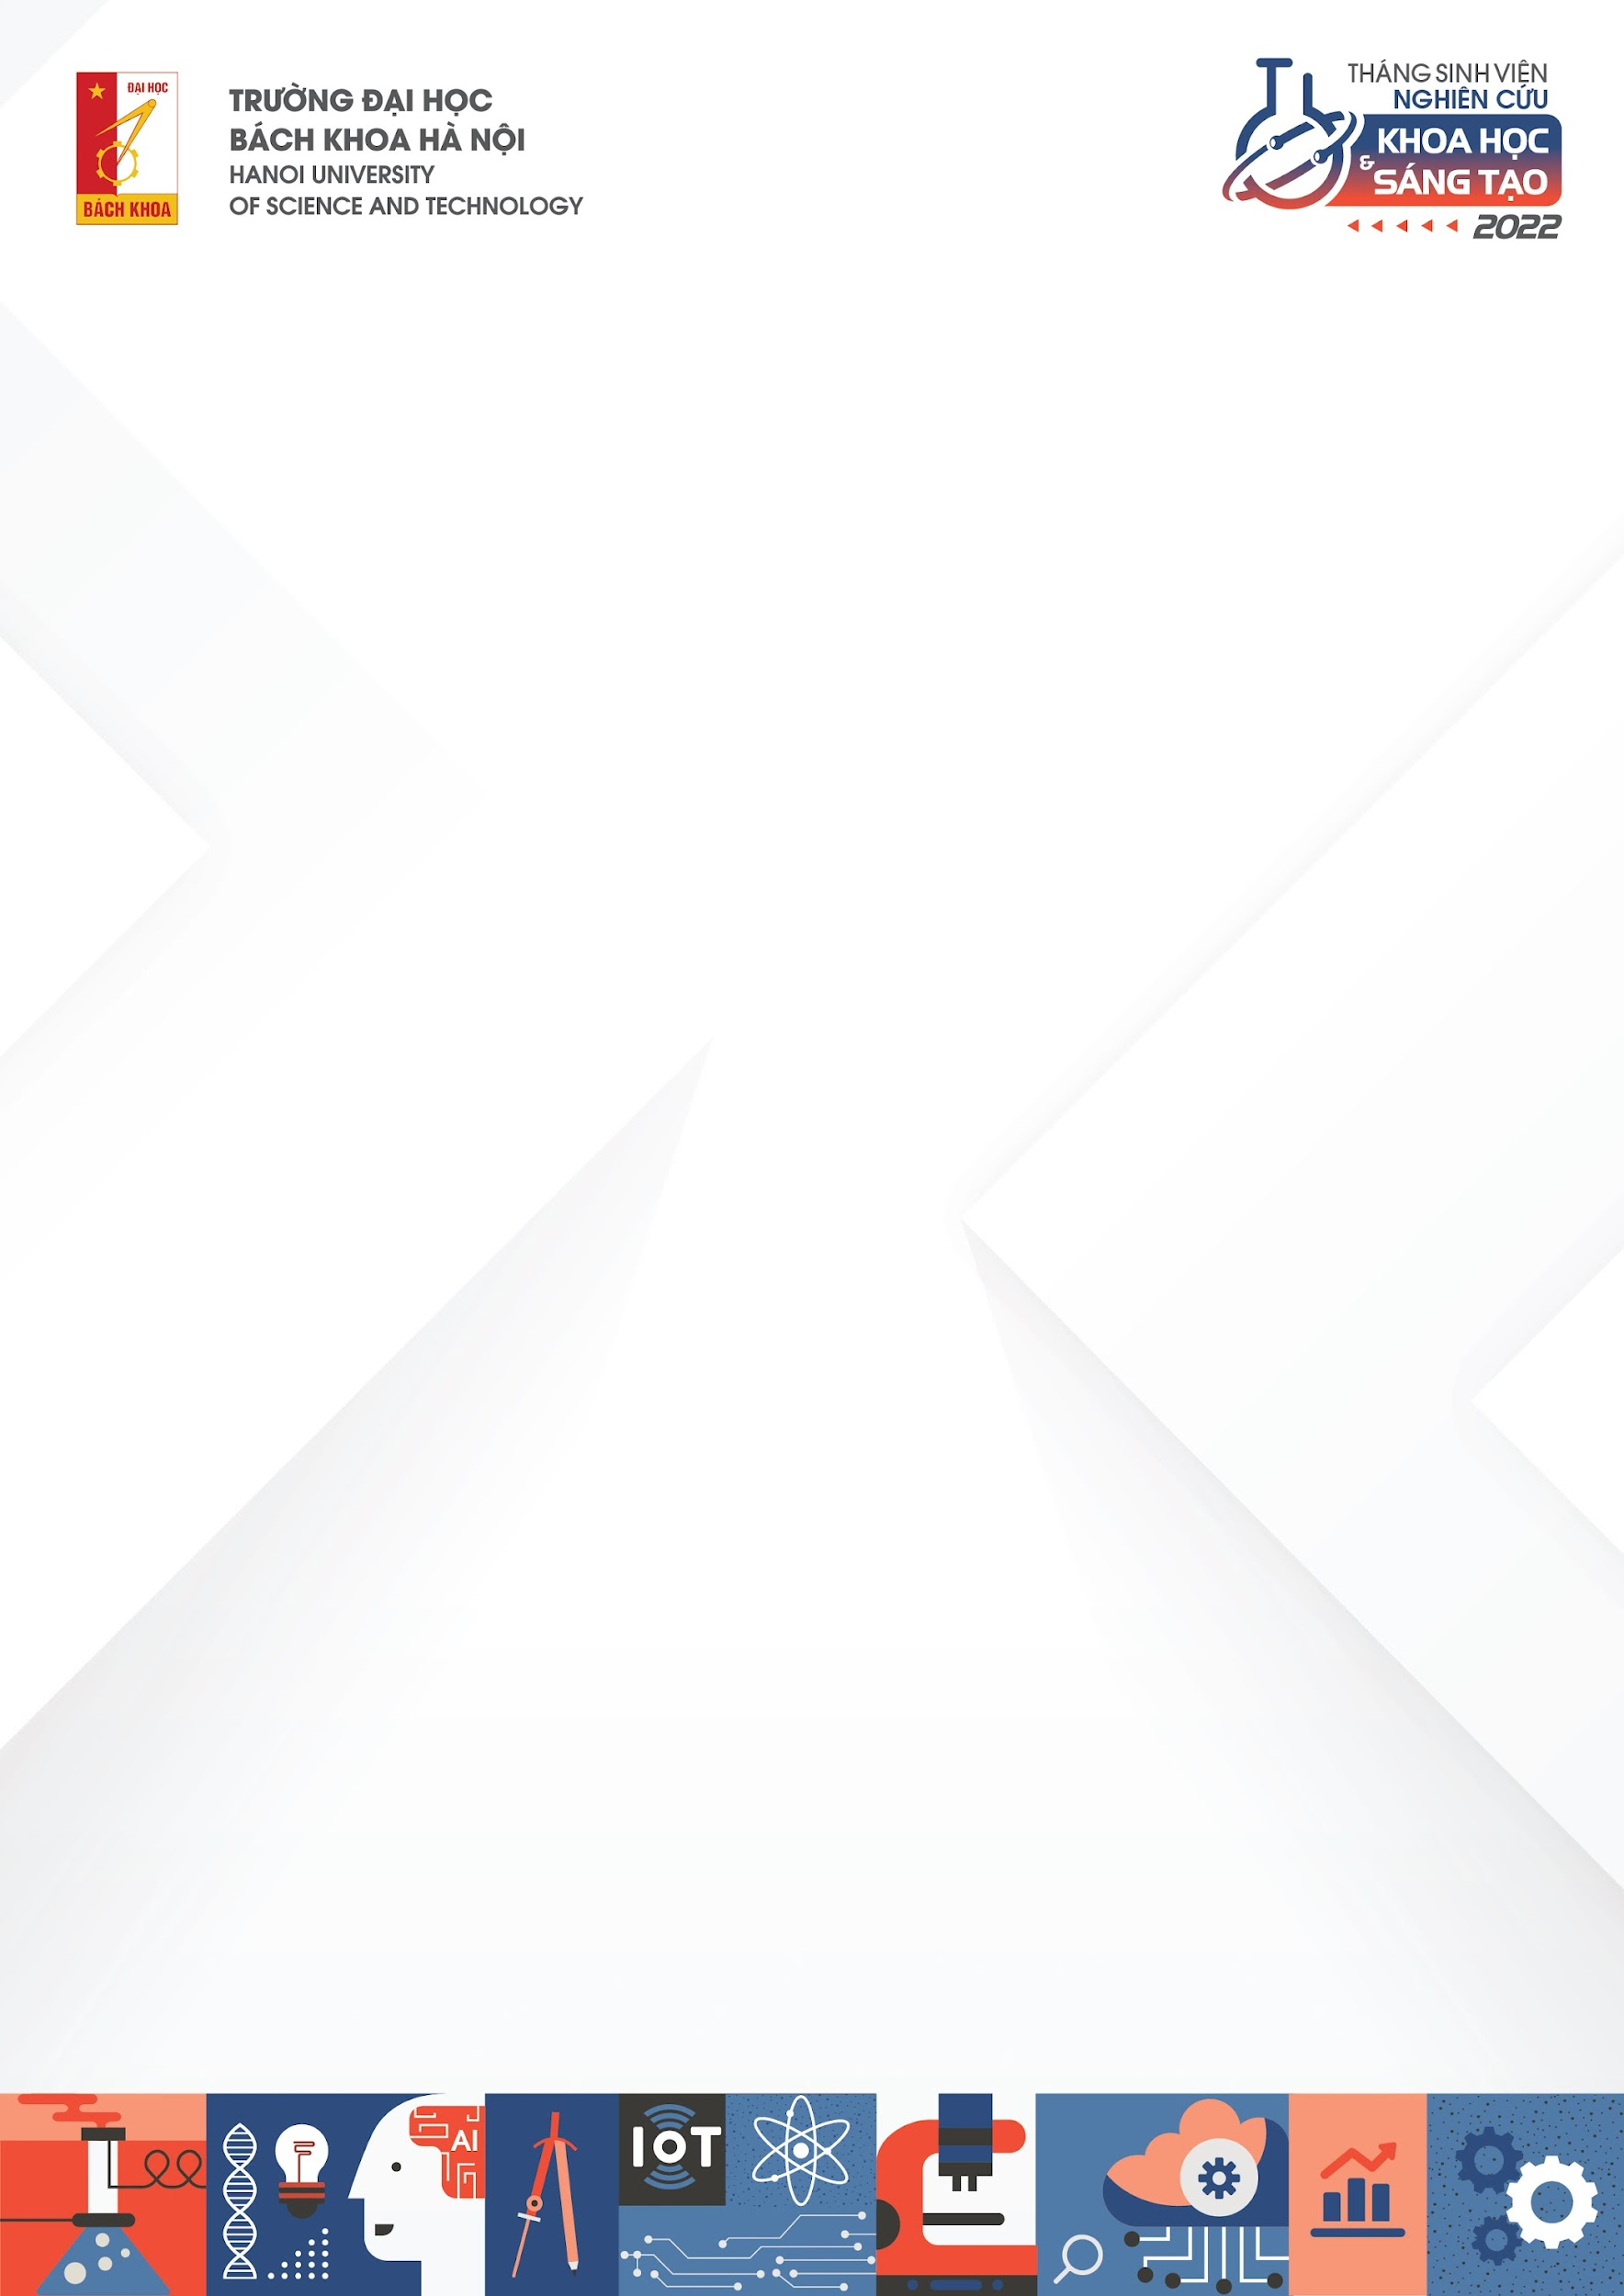 ĐẠI HỌC
BÁCH KHOA
TRƯỜNG ĐẠI HỌC
BÁCH KHOA HÀ NỘI
HANOI UNIVERSITY
OF SCIENCE AND TECHNOLOGY
THÁNG SINH VIÊN
NGHIÊN CỨU
KHOA HỌC
& SÁNG TẠO
2022
AI
IoT